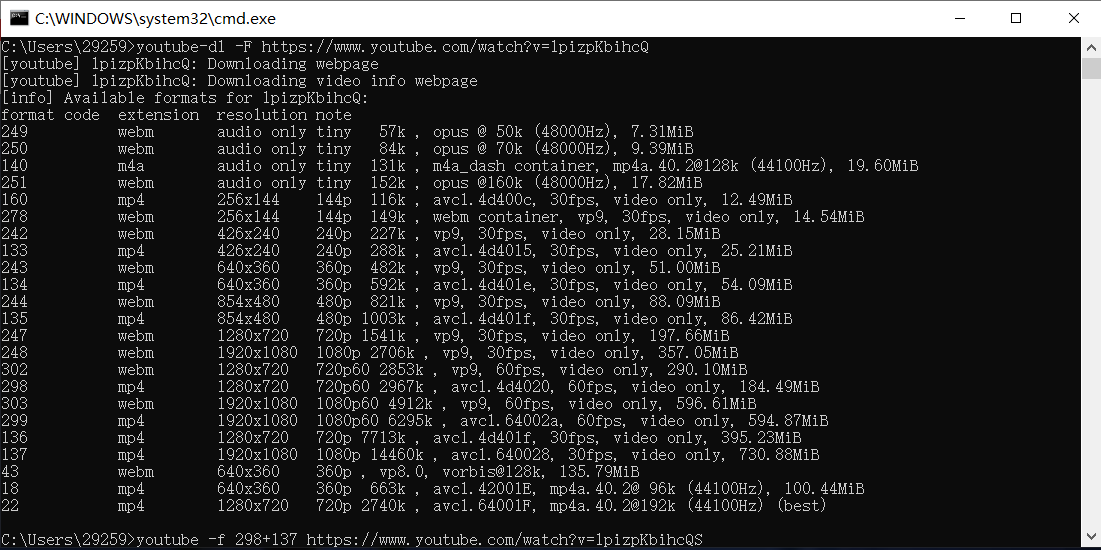 C:\WINDOWS\system32\cmd.exe
C:\Users\29259>youtube-dl -F https://www.youtube.com/watch?v=1pizpKbihcQ
[youtube] 1pizpKbihcQ: Downloading webpage
[youtube] 1pizpKbihcQ: Downloading video info webpage
[info] Available formats for 1pizpKbihcQ:
format code  extension  resolution note
249          webm       audio only tiny   57k , opus @ 50k (48000Hz), 7.31MiB
250          webm       audio only tiny   84k , opus @ 70k (48000Hz), 9.39MiB
140          m4a        audio only tiny  131k , m4a_dash container, mp4a.40.2@128k (44100Hz), 19.60MiB
251          webm       audio only tiny  152k , opus @160k (48000Hz), 17.82MiB
160          mp4        256x144    144p  116k , avc1.4d400c, 30fps, video only, 12.49MiB
278          webm       256x144    144p  149k , webm container, vp9, 30fps, video only, 14.54MiB
242          webm       426x240    240p  227k , vp9, 30fps, video only, 28.15MiB
133          mp4        426x240    240p  288k , avc1.4d4015, 30fps, video only, 25.21MiB
243          webm       640x360    360p  482k , vp9, 30fps, video only, 51.00MiB
134          mp4        640x360    360p  592k , avc1.4d401e, 30fps, video only, 54.09MiB
244          webm       854x480    480p  821k , vp9, 30fps, video only, 88.09MiB
135          mp4        854x480    480p 1003k , avc1.4d401f, 30fps, video only, 86.42MiB
247          webm       1280x720   720p 1541k , vp9, 30fps, video only, 197.66MiB
248          webm       1920x1080  1080p 2706k , vp9, 30fps, video only, 357.05MiB
302          webm       1280x720   720p60 2853k , vp9, 60fps, video only, 290.10MiB
298          mp4        1280x720   720p60 2967k , avc1.4d4020, 60fps, video only, 184.49MiB
303          webm       1920x1080  1080p60 4912k , vp9, 60fps, video only, 596.61MiB
299          mp4        1920x1080  1080p60 6295k , avc1.64002a, 60fps, video only, 594.87MiB
136          mp4        1280x720   720p 7713k , avc1.4d401f, 30fps, video only, 395.23MiB
137          mp4        1920x1080  1080p 14460k , avc1.640028, 30fps, video only, 730.88MiB
43           webm       640x360    360p , vp8.0, vorbis@128k, 135.79MiB
18           mp4        640x360    360p  663k , avc1.42001E, mp4a.40.2@ 96k (44100Hz), 100.44MiB
22           mp4        1280x720   720p 2740k , avc1.64001F, mp4a.40.2@192k (44100Hz) (best)
C:\Users\29259>youtube -f 298+137 https://www.youtube.com/watch?v=1pizpKbihcQS